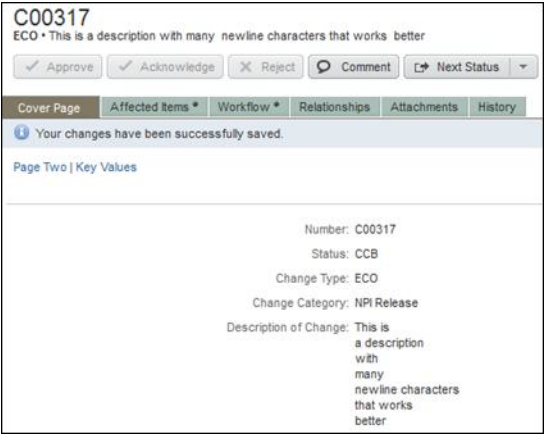 C00317
ECO • This is a description with many newline characters that works better
Approve Acknowledge Reject Comment Next Status
Cover Page Affected Items * Workflow * Relationships Attachments History
Your changes have been successfully saved.
Page Two | Key Values
Number: C00317
Status: CCB
Change Type: ECO
Change Category: NPI Release
Description of Change: This is
a description
with
many
newline characters
that works
better